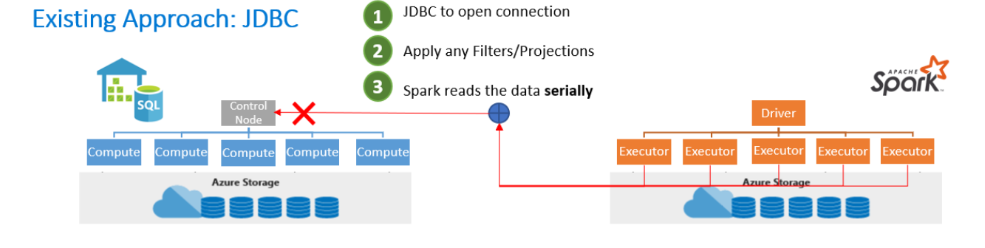 Existing Approach: JDBC
1 JDBC to open connection
2 Apply any Filters/Projections
3 Spark reads the data serially
SQL
Control
Node
Compute Compute Compute Compute Compute
Azure Storage
APACHE
Spark
Driver
Executor Executor Executor Executor Executor
Azure Storage